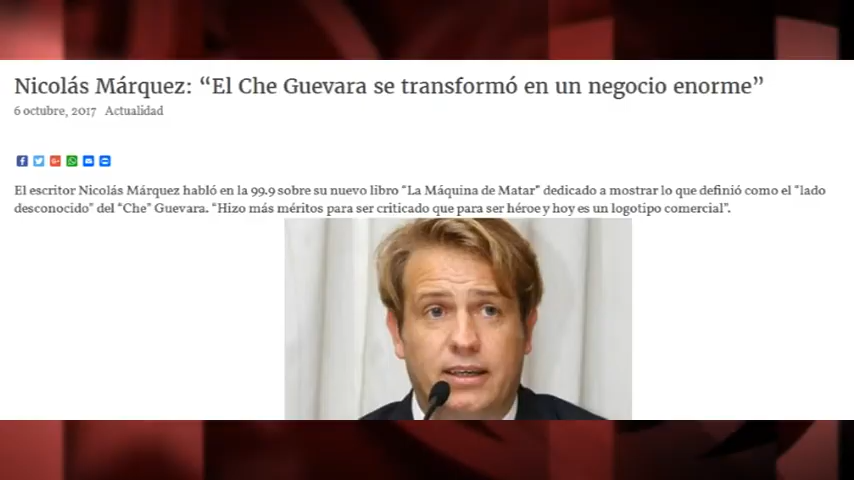 Nicolás Márquez: “El Che Guevara se transformó en un negocio enorme”
6 octubre, 2017 Actualidad
El escritor Nicolás Márquez habló en la 99.9 sobre su nuevo libro “La Máquina de Matar” dedicado a mostrar lo que definió como el “lado
desconocido” del “Che” Guevara. “Hizo más méritos para ser criticado que para ser héroe y hoy es un logotipo comercial”.